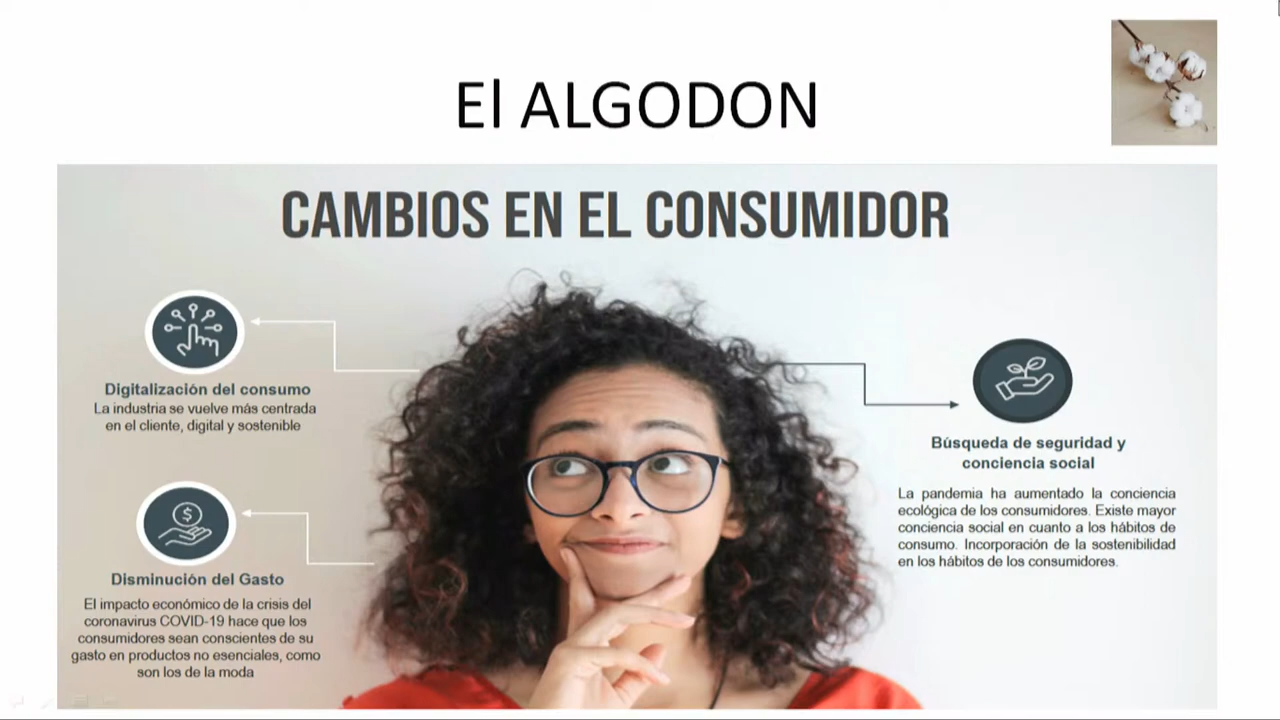 El ALGODON
CAMBIOS EN EL CONSUMIDOR
Digitalización del consumo
La industria se vuelve más centrada
en el cliente, digital y sostenible
$
Disminución del Gasto
El impacto económico de la crisis del
coronavirus COVID-19 hace que los
consumidores sean conscientes de su
gasto en productos no esenciales, como
son los de la moda
Búsqueda de seguridad y
conciencia social
La pandemia ha aumentado la conciencia
ecológica de los consumidores. Existe mayor
conciencia social en cuanto a los hábitos de
consumo. Incorporación de la sostenibilidad
en los hábitos de los consumidores.